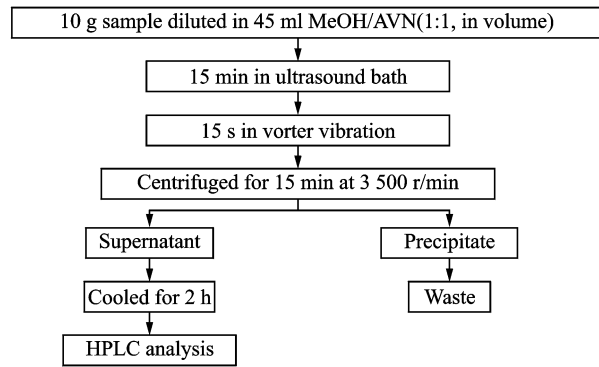 10 g sample diluted in 45 ml MeOH/AVN(1:1, in volume)
15 min in ultrasound bath
15 s in vorter vibration
Centrifuged for 15 min at 3 500 r/min
Supernatant
Precipitate
Cooled for 2 h
Waste
HPLC analysis